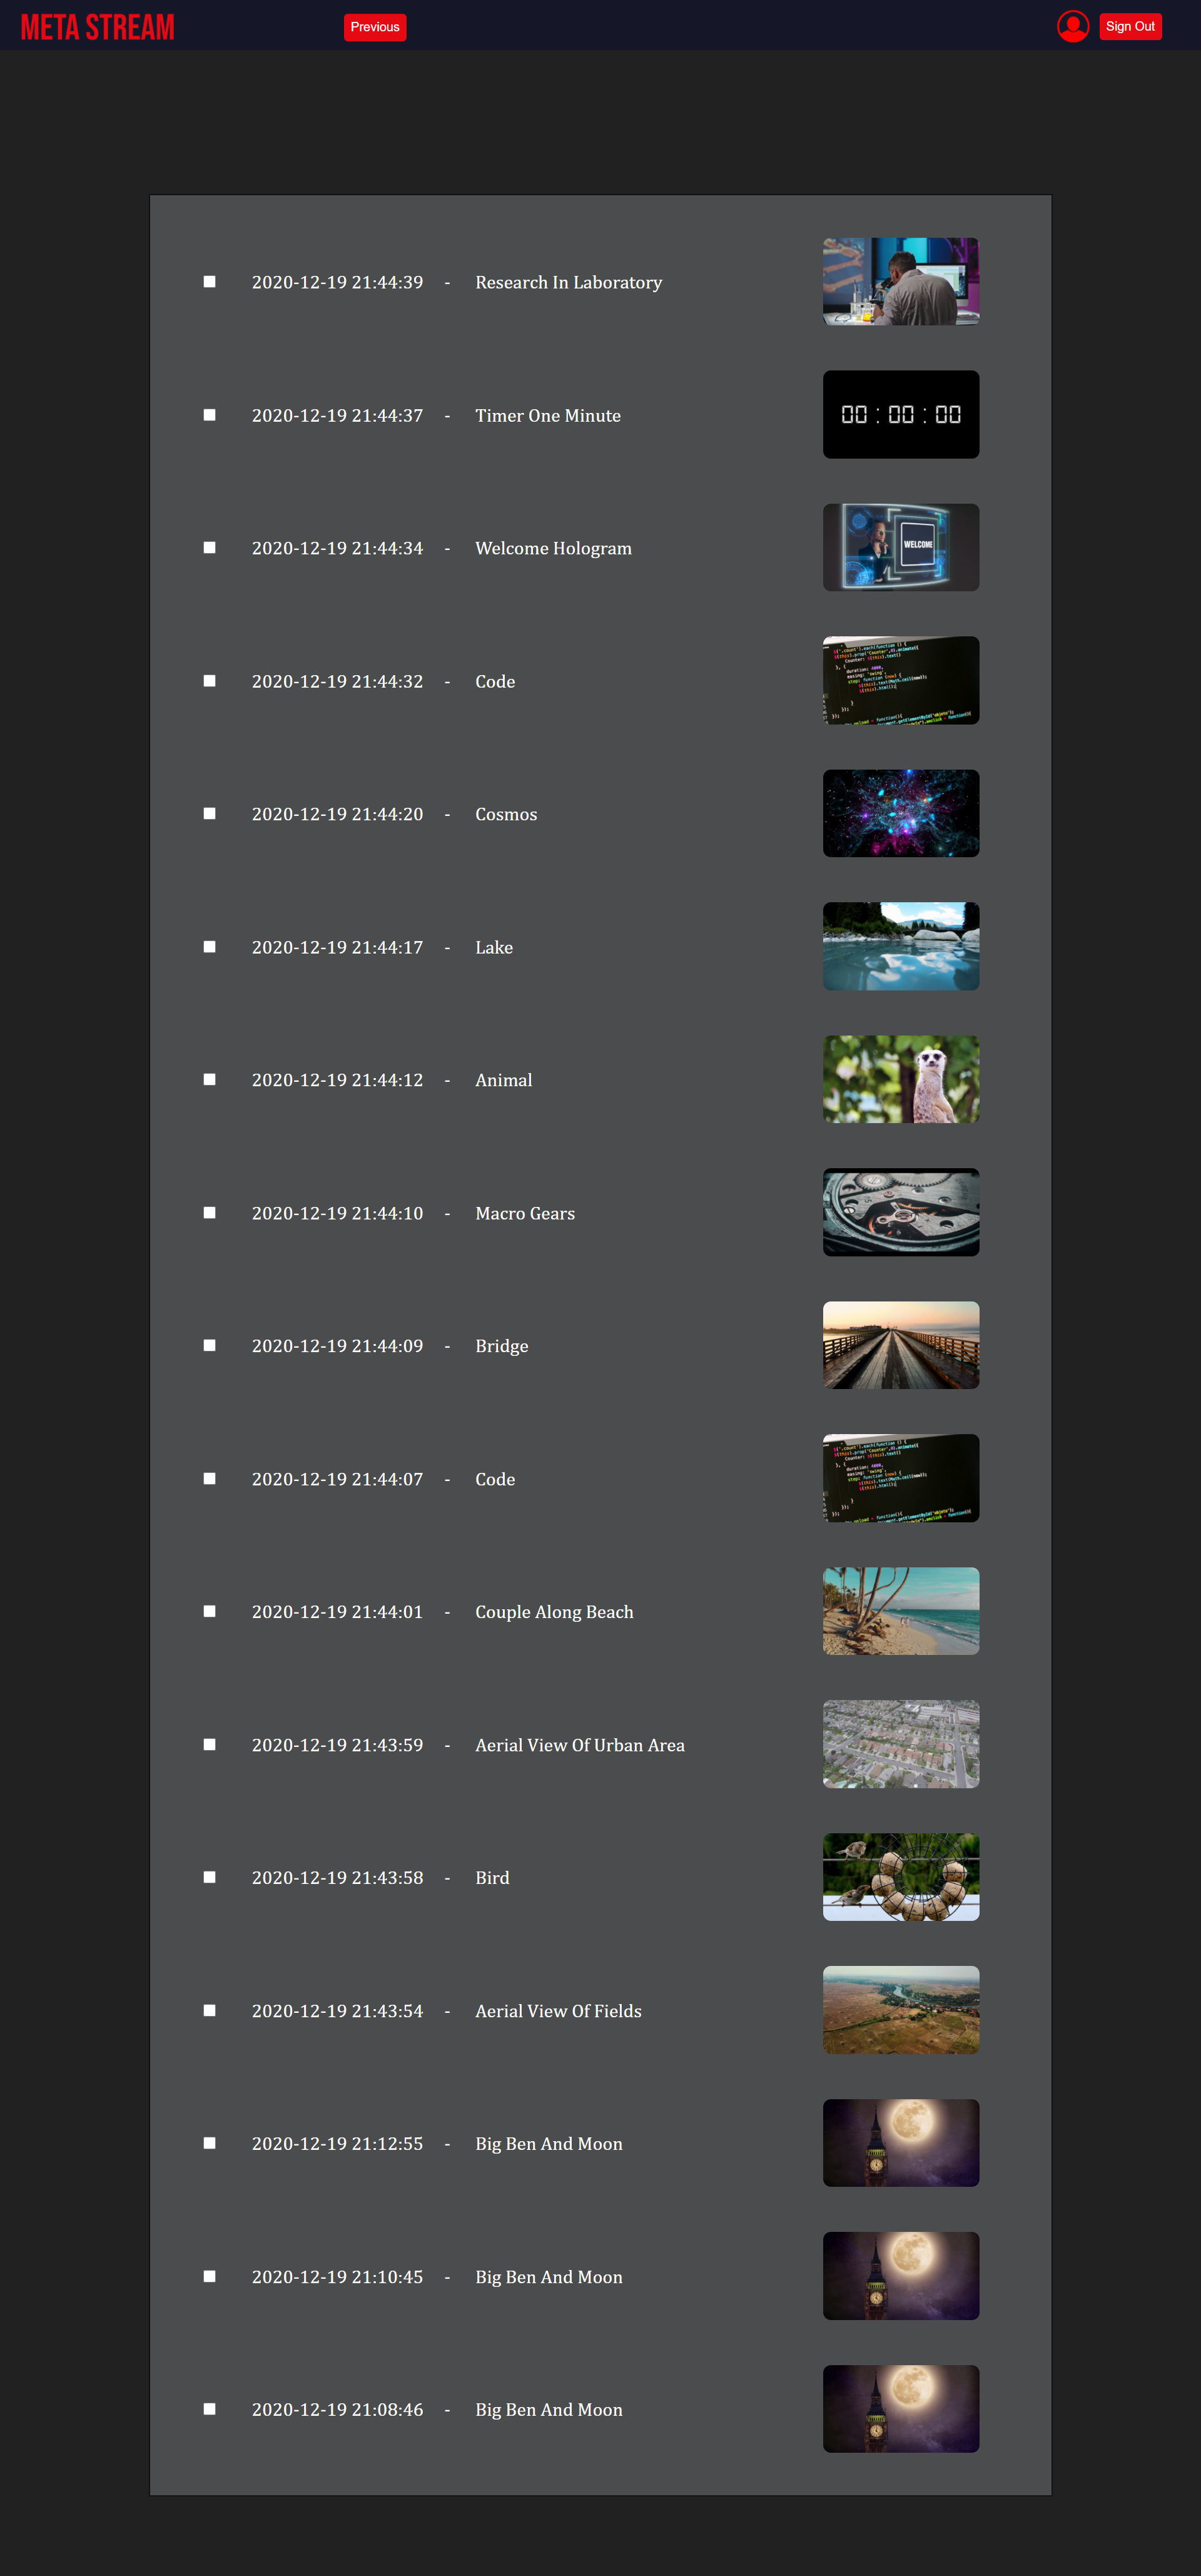 META STREAM
Previous
Sign Out
2020-12-19 21:44:39 - Research In Laboratory
2020-12-19 21:44:37 - Timer One Minute
00 : 00 : 00
2020-12-19 21:44:34 - Welcome Hologram
WELCOME
2020-12-19 21:44:32 - Code
2020-12-19 21:44:20 - Cosmos
2020-12-19 21:44:17 - Lake
2020-12-19 21:44:12 - Animal
2020-12-19 21:44:10 - Macro Gears
2020-12-19 21:44:09 - Bridge
2020-12-19 21:44:07 - Code
2020-12-19 21:44:01 - Couple Along Beach
2020-12-19 21:43:59 - Aerial View Of Urban Area
2020-12-19 21:43:58 - Bird
2020-12-19 21:43:54 - Aerial View Of Fields
2020-12-19 21:12:55 - Big Ben And Moon
2020-12-19 21:10:45 - Big Ben And Moon
2020-12-19 21:08:46 - Big Ben And Moon